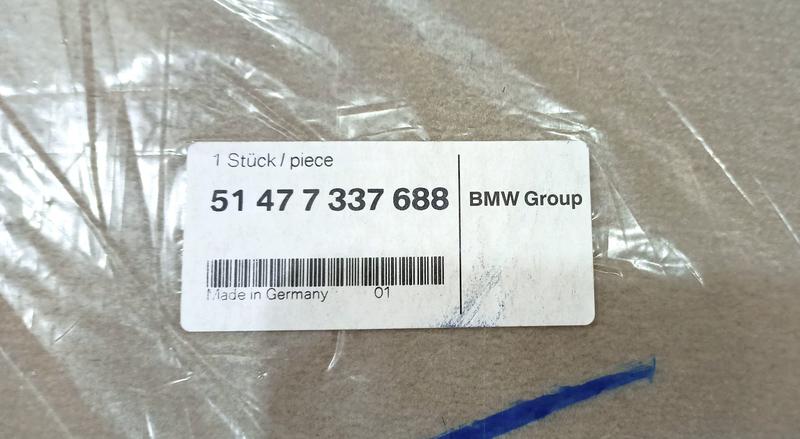 1 Stück / piece
51 47 7 337 688
BMW Group
Made in Germany 01